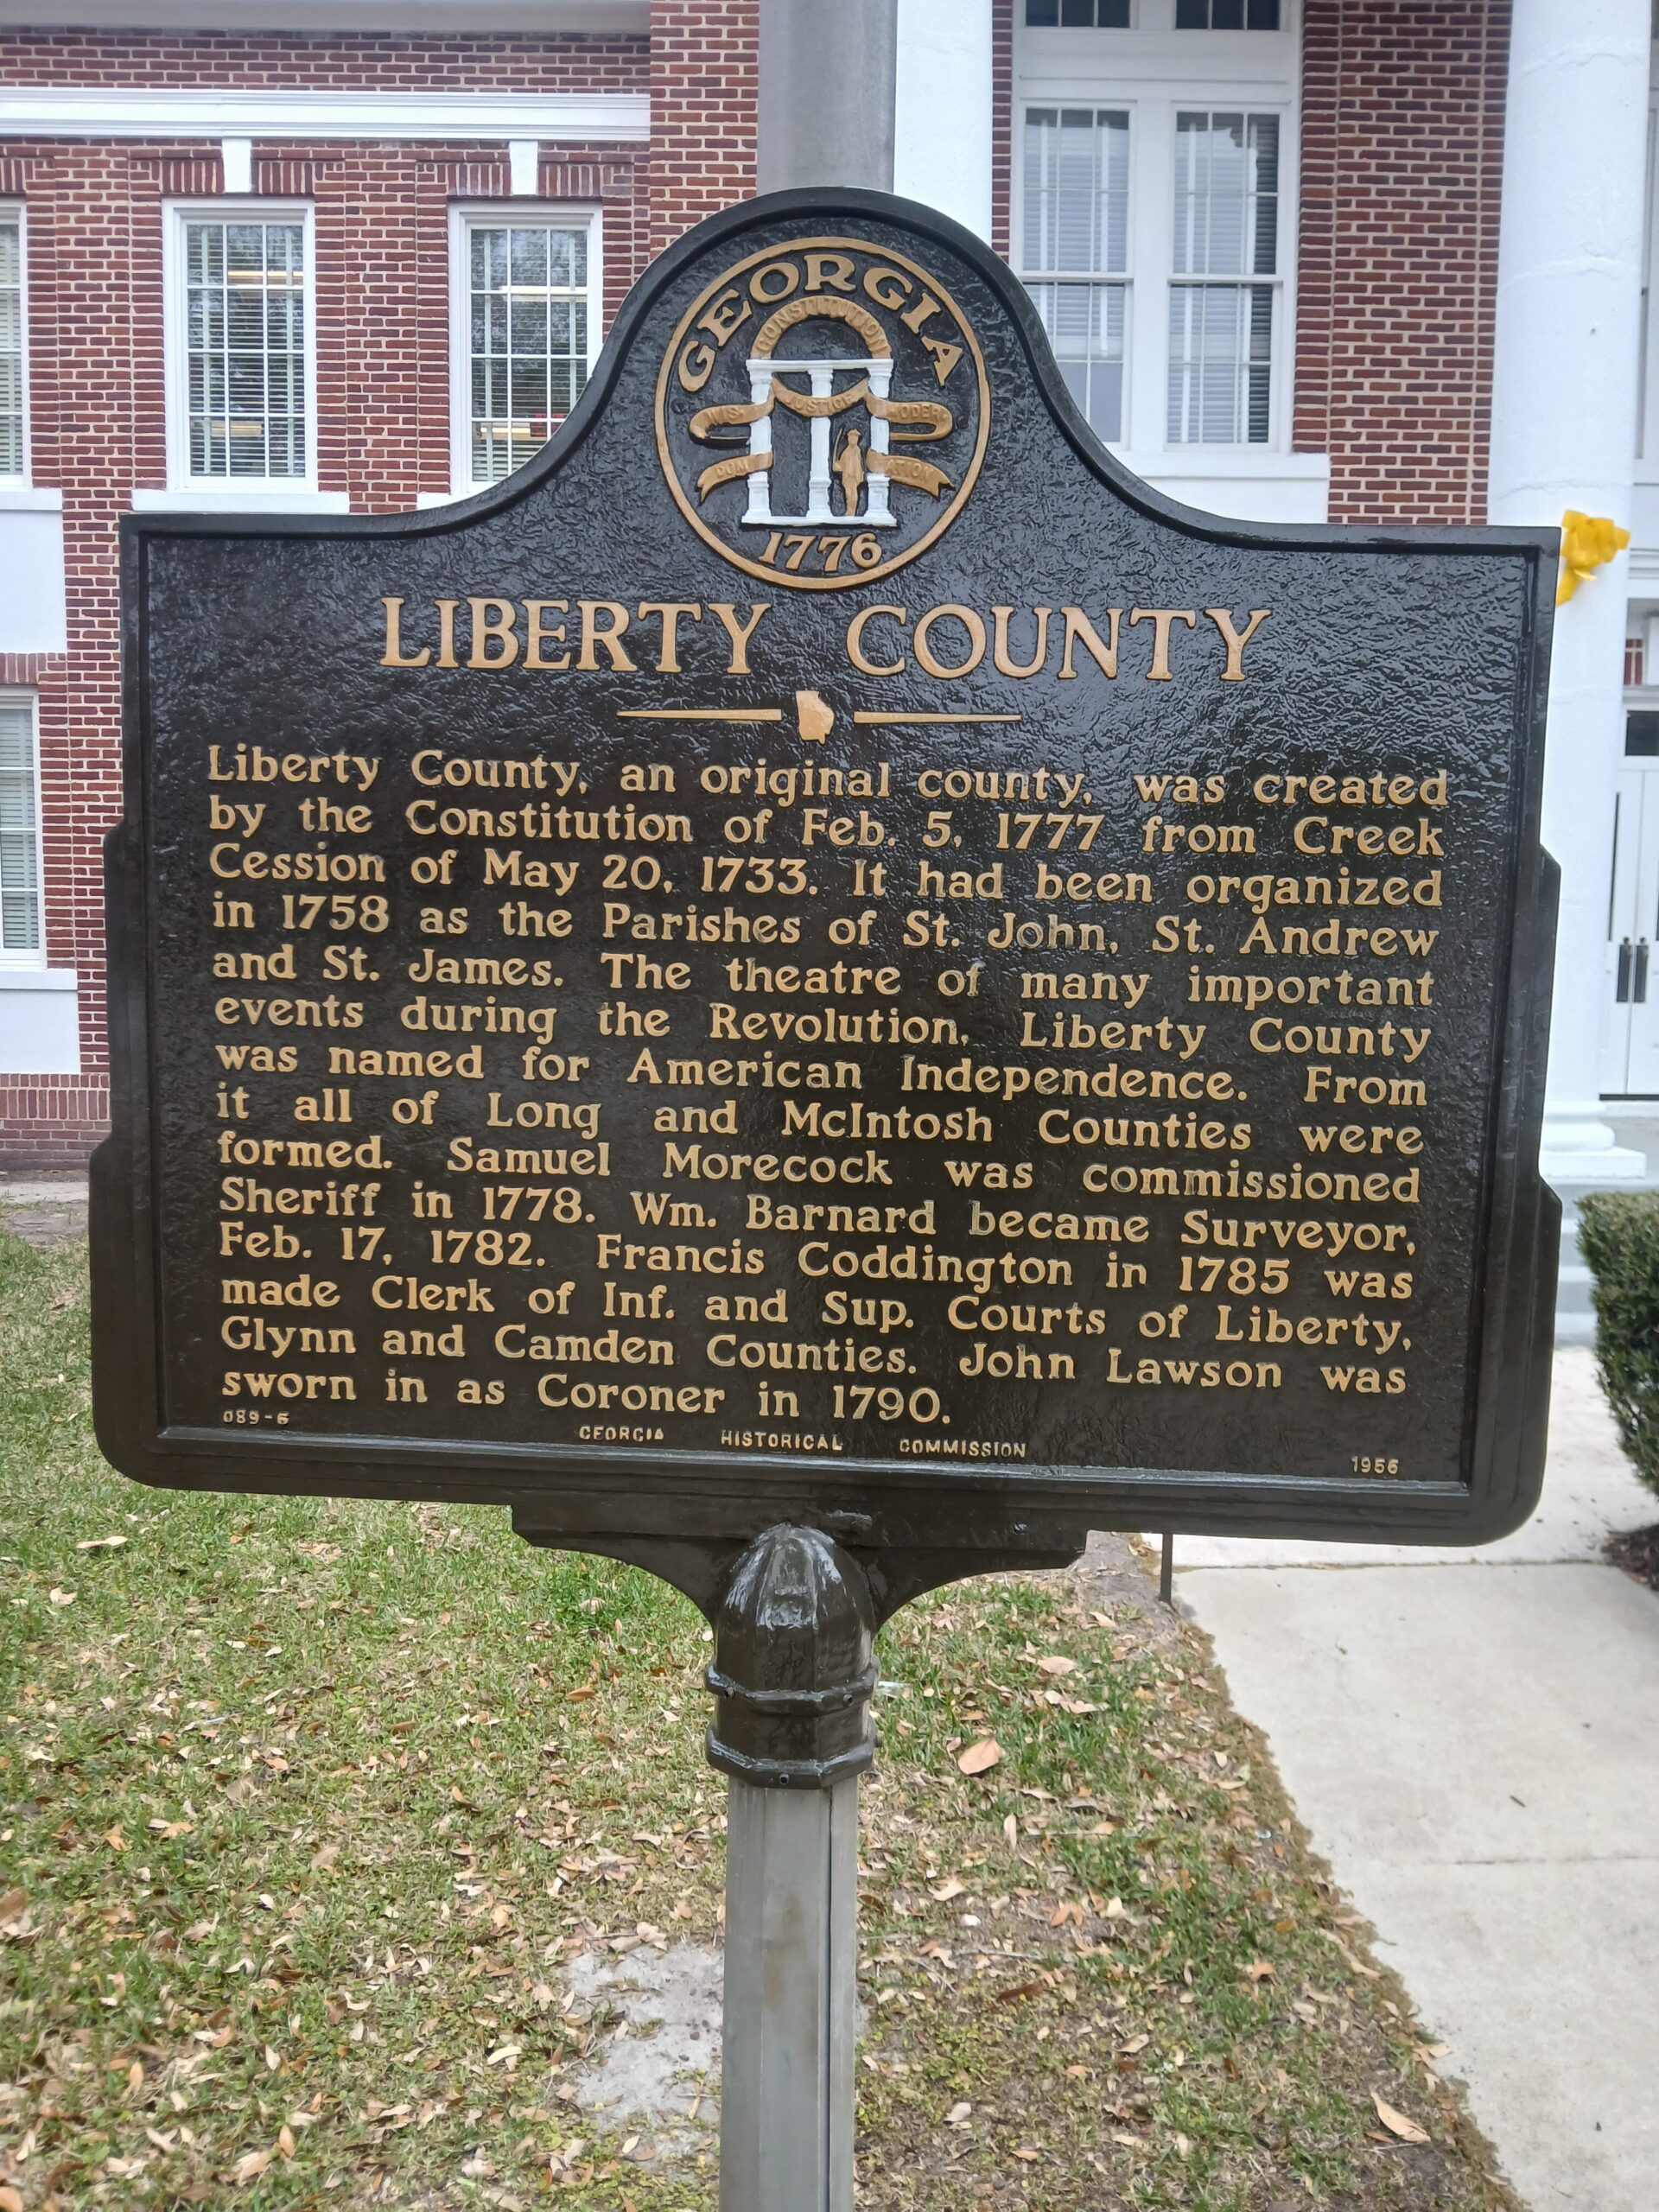 GEORGIA
CONSTITUTION
WIS- JUSTICE MODER-
DOM ATION
1776
LIBERTY COUNTY
Liberty County, an original county, was created
by the Constitution of Feb. 5, 1777 from Creek
Cession of May 20, 1733. It had been organized
in 1758 as the Parishes of St. John, St. Andrew
and St. James. The theatre of many important
events during the Revolution, Liberty County
was named for American Independence. From
it all of Long and McIntosh Counties were
formed. Samuel Morecock was commissioned
Sheriff in 1778. Wm. Barnard became Surveyor,
Feb. 17, 1782. Francis Coddington in 1785 was
made Clerk of Inf. and Sup. Courts of Liberty,
Glynn and Camden Counties. John Lawson was
sworn in as Coroner in 1790.
089-6 GEORGIA HISTORICAL COMMISSION 1956